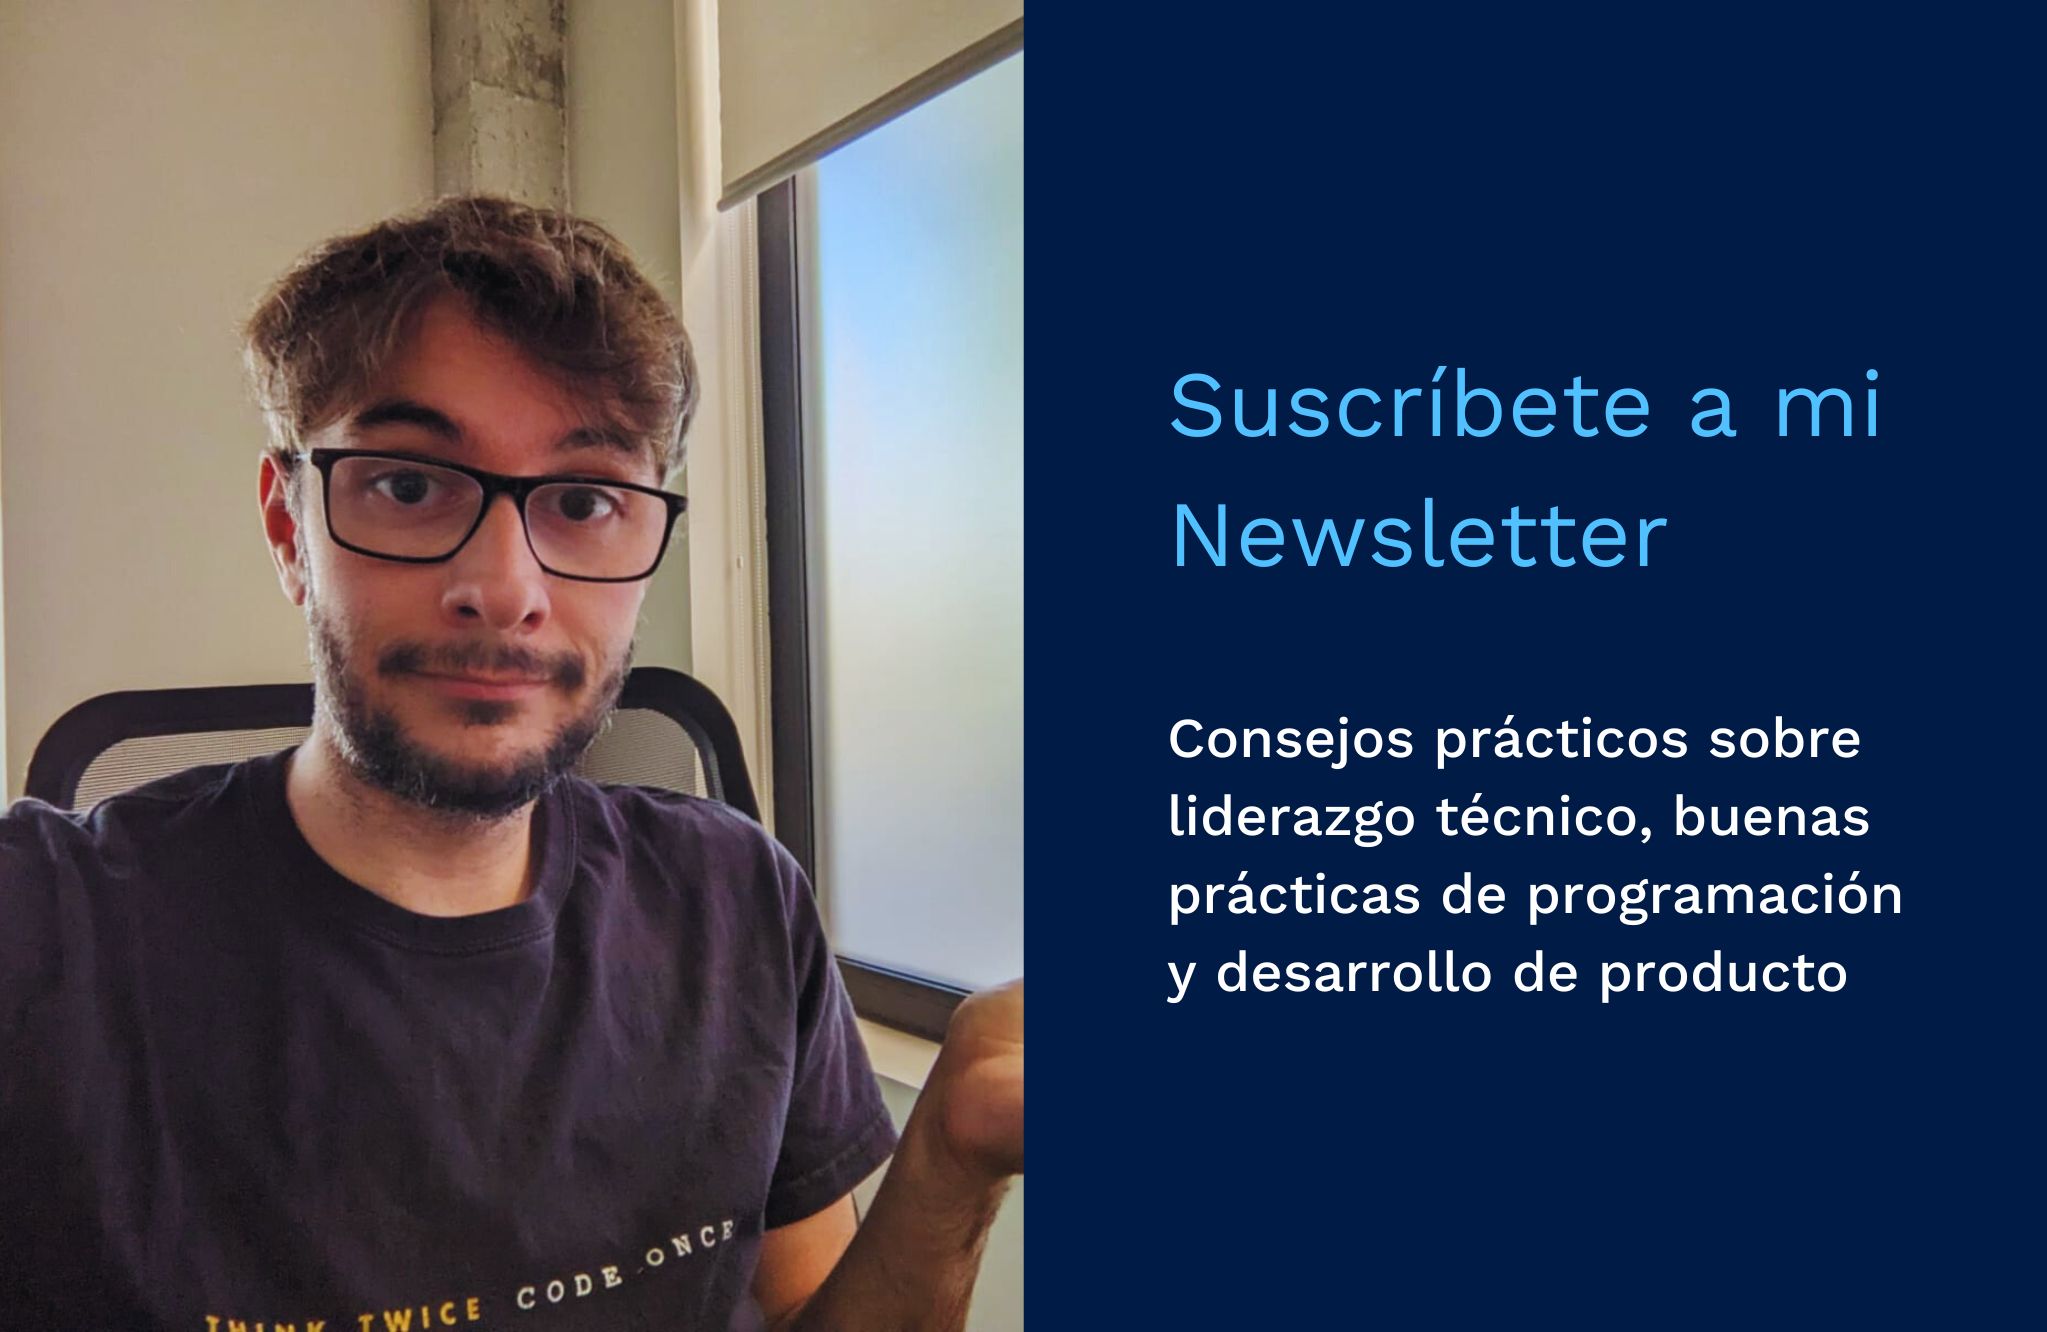 Suscríbete a mi
Newsletter
Consejos prácticos sobre
liderazgo técnico, buenas
prácticas de programación
y desarrollo de producto
THINK TWICE CODE ONCE